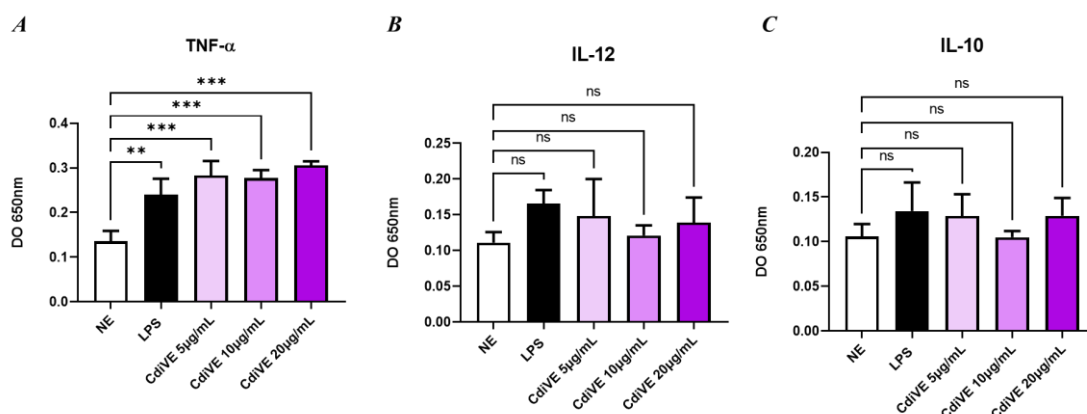 A
TNF-α
***
***
***
**
0.4
0.3
0.2
0.1
0.0
DO 650nm
NE
LPS
CdiVE 5µg/mL
CdiVE 10µg/mL
CdiVE 20µg/mL
B
IL-12
ns
ns
ns
ns
0.20
0.15
0.10
0.05
0.00
DO 650nm
NE
LPS
CdiVE 5µg/mL
CdiVE 10µg/mL
CdiVE 20µg/mL
C
IL-10
ns
ns
ns
ns
0.20
0.15
0.10
0.05
0.00
DO 650nm
NE
LPS
CdiVE 5µg/mL
CdiVE 10µg/mL
CdiVE 20µg/mL